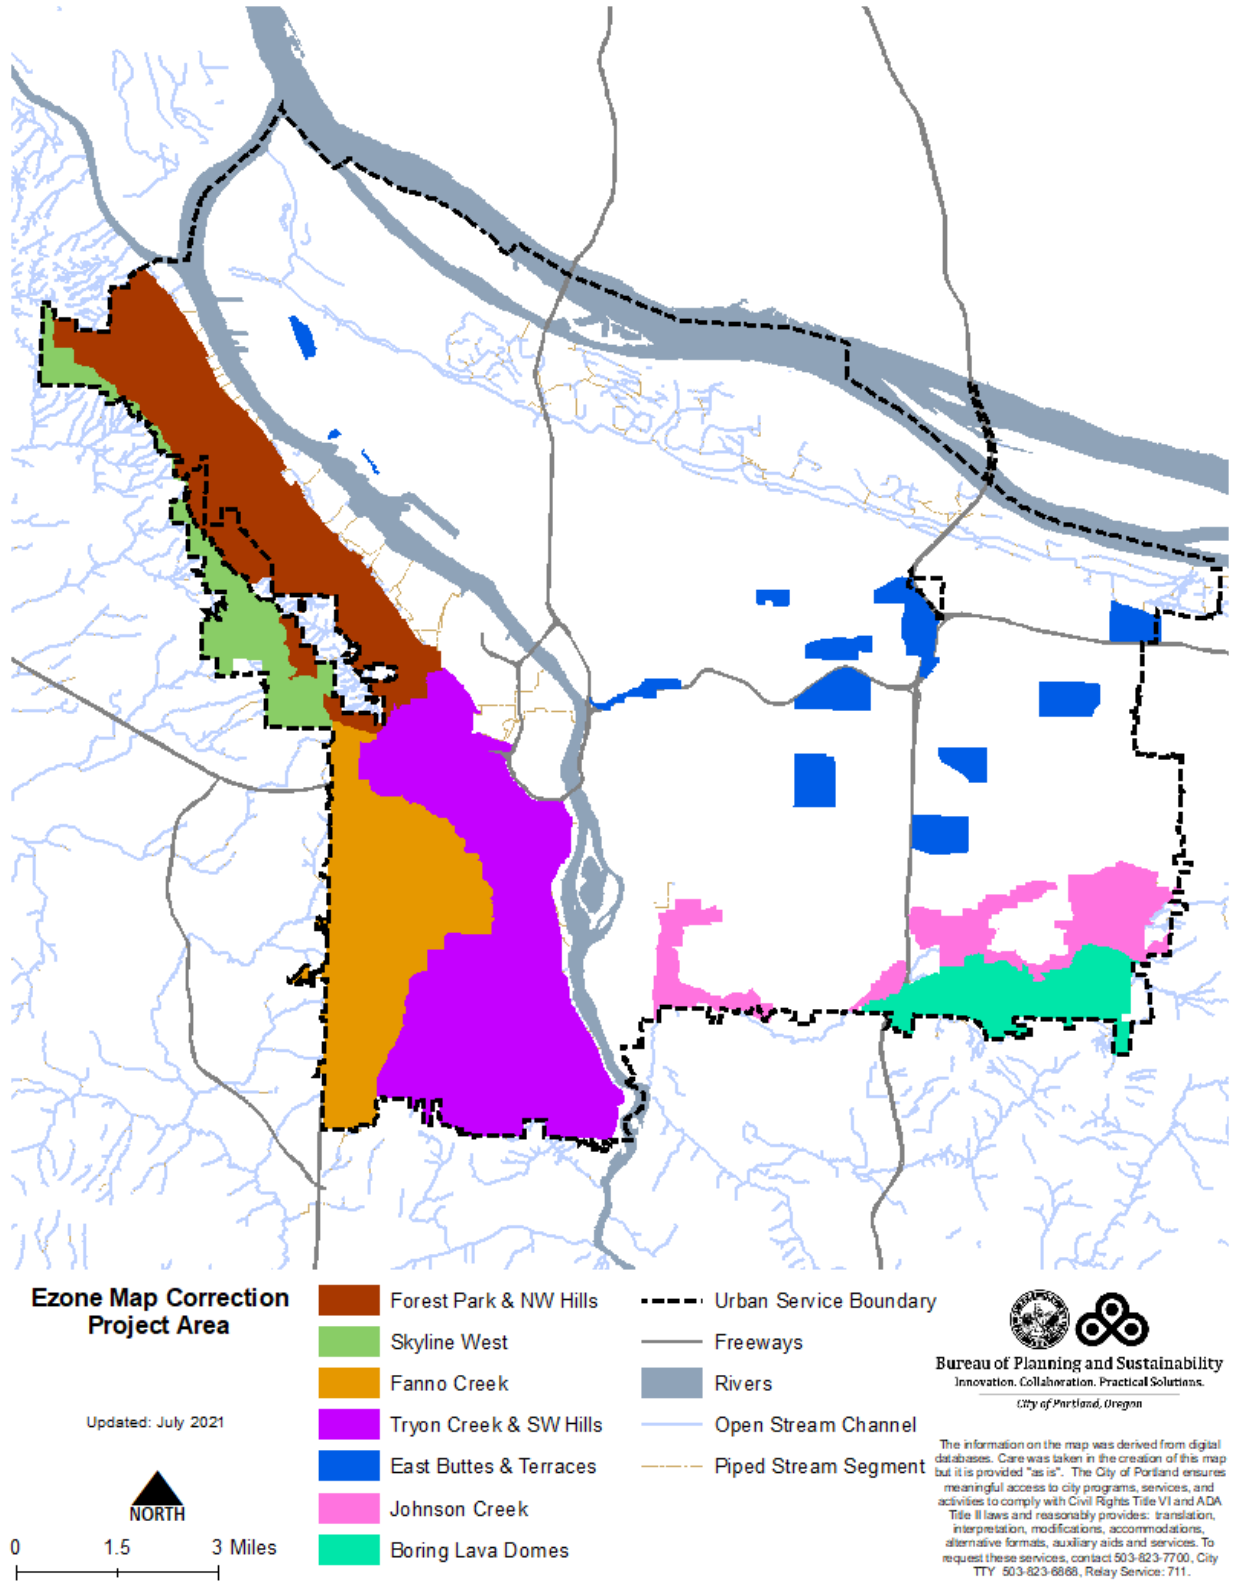 Ezone Map Correction
Project Area
Updated: July 2021
NORTH
0 1.5 3 Miles
Forest Park & NW Hills
Skyline West
Fanno Creek
Tryon Creek & SW Hills
East Buttes & Terraces
Johnson Creek
Boring Lava Domes
Urban Service Boundary
Freeways
Rivers
Open Stream Channel
Piped Stream Segment
Bureau of Planning and Sustainability
Innovation. Collaboration. Practical Solutions.
City of Portland, Oregon
The information on the map was derived from digital
databases. Care was taken in the creation of this map
but it is provided "as is". The City of Portland ensures
meaningful access to city programs, services, and
activities to comply with Civil Rights Title VI and ADA
Title II laws and reasonably provides: translation,
interpretation, modifications, accommodations,
alternative formats, auxiliary aids and services. To
request these services, contact 503-823-7700, City
TTY 503-823-6868, Relay Service: 711.